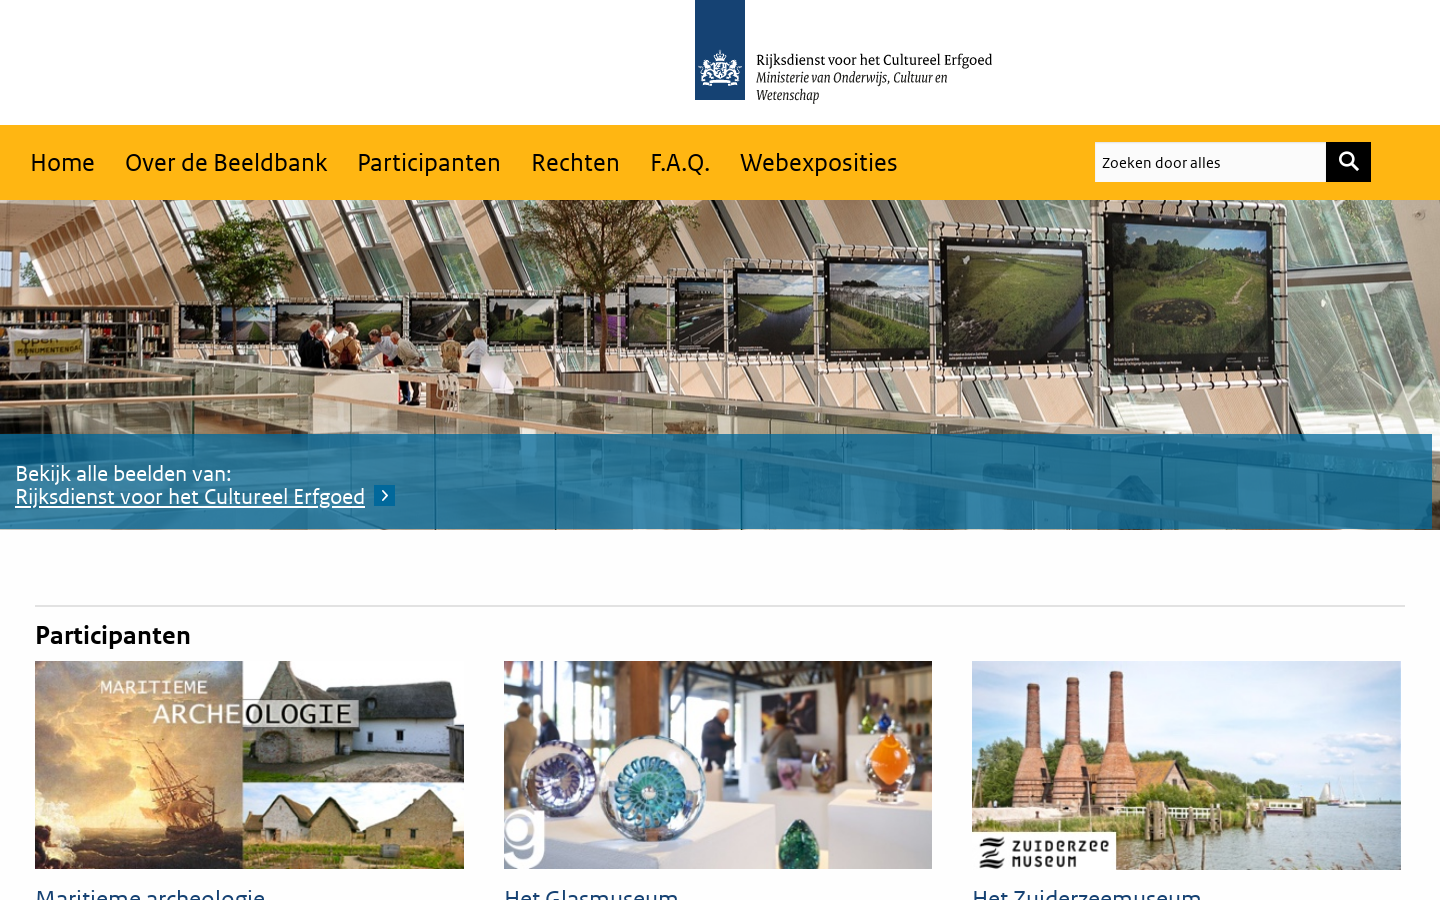 Rijksdienst voor het Cultureel Erfgoed
Ministerie van Onderwijs, Cultuur en
Wetenschap
Home
Over de Beeldbank
Participanten
Rechten
F.A.Q.
Webexposities
Zoeken door alles
open
MONUMENTENDAG
Bekijk alle beelden van:
Rijksdienst voor het Cultureel Erfgoed
Participanten
MARITIEME
ARCHEOLOGIE
g
ZUIDERZEE
MUSEUM
Maritieme archeologie
Het Glasmuseum
Het Zuiderzeemuseum